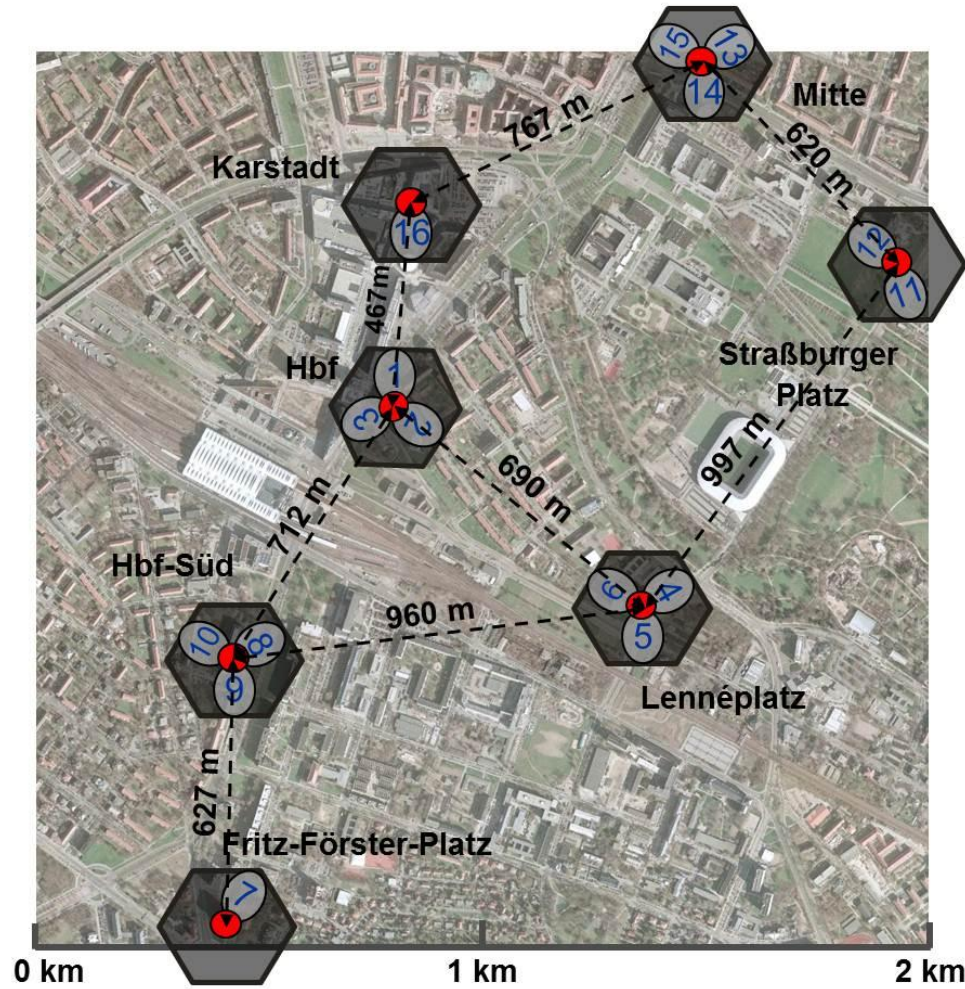 15
13
14
Mitte
767 m
620 m
Karstadt
16
12
11
467m
Straßburger
Platz
Hbf
1
3
2
997 m
690 m
712 m
Hbf-Süd
6
4
5
960 m
10
8
9
Lennéplatz
627 m
Fritz-Förster-Platz
7
0 km
1 km
2 km